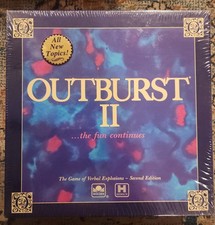 All
New
Topics!
OUTBURST
II
...the fun continues
The Game of Verbal Explosions - Second Edition
H